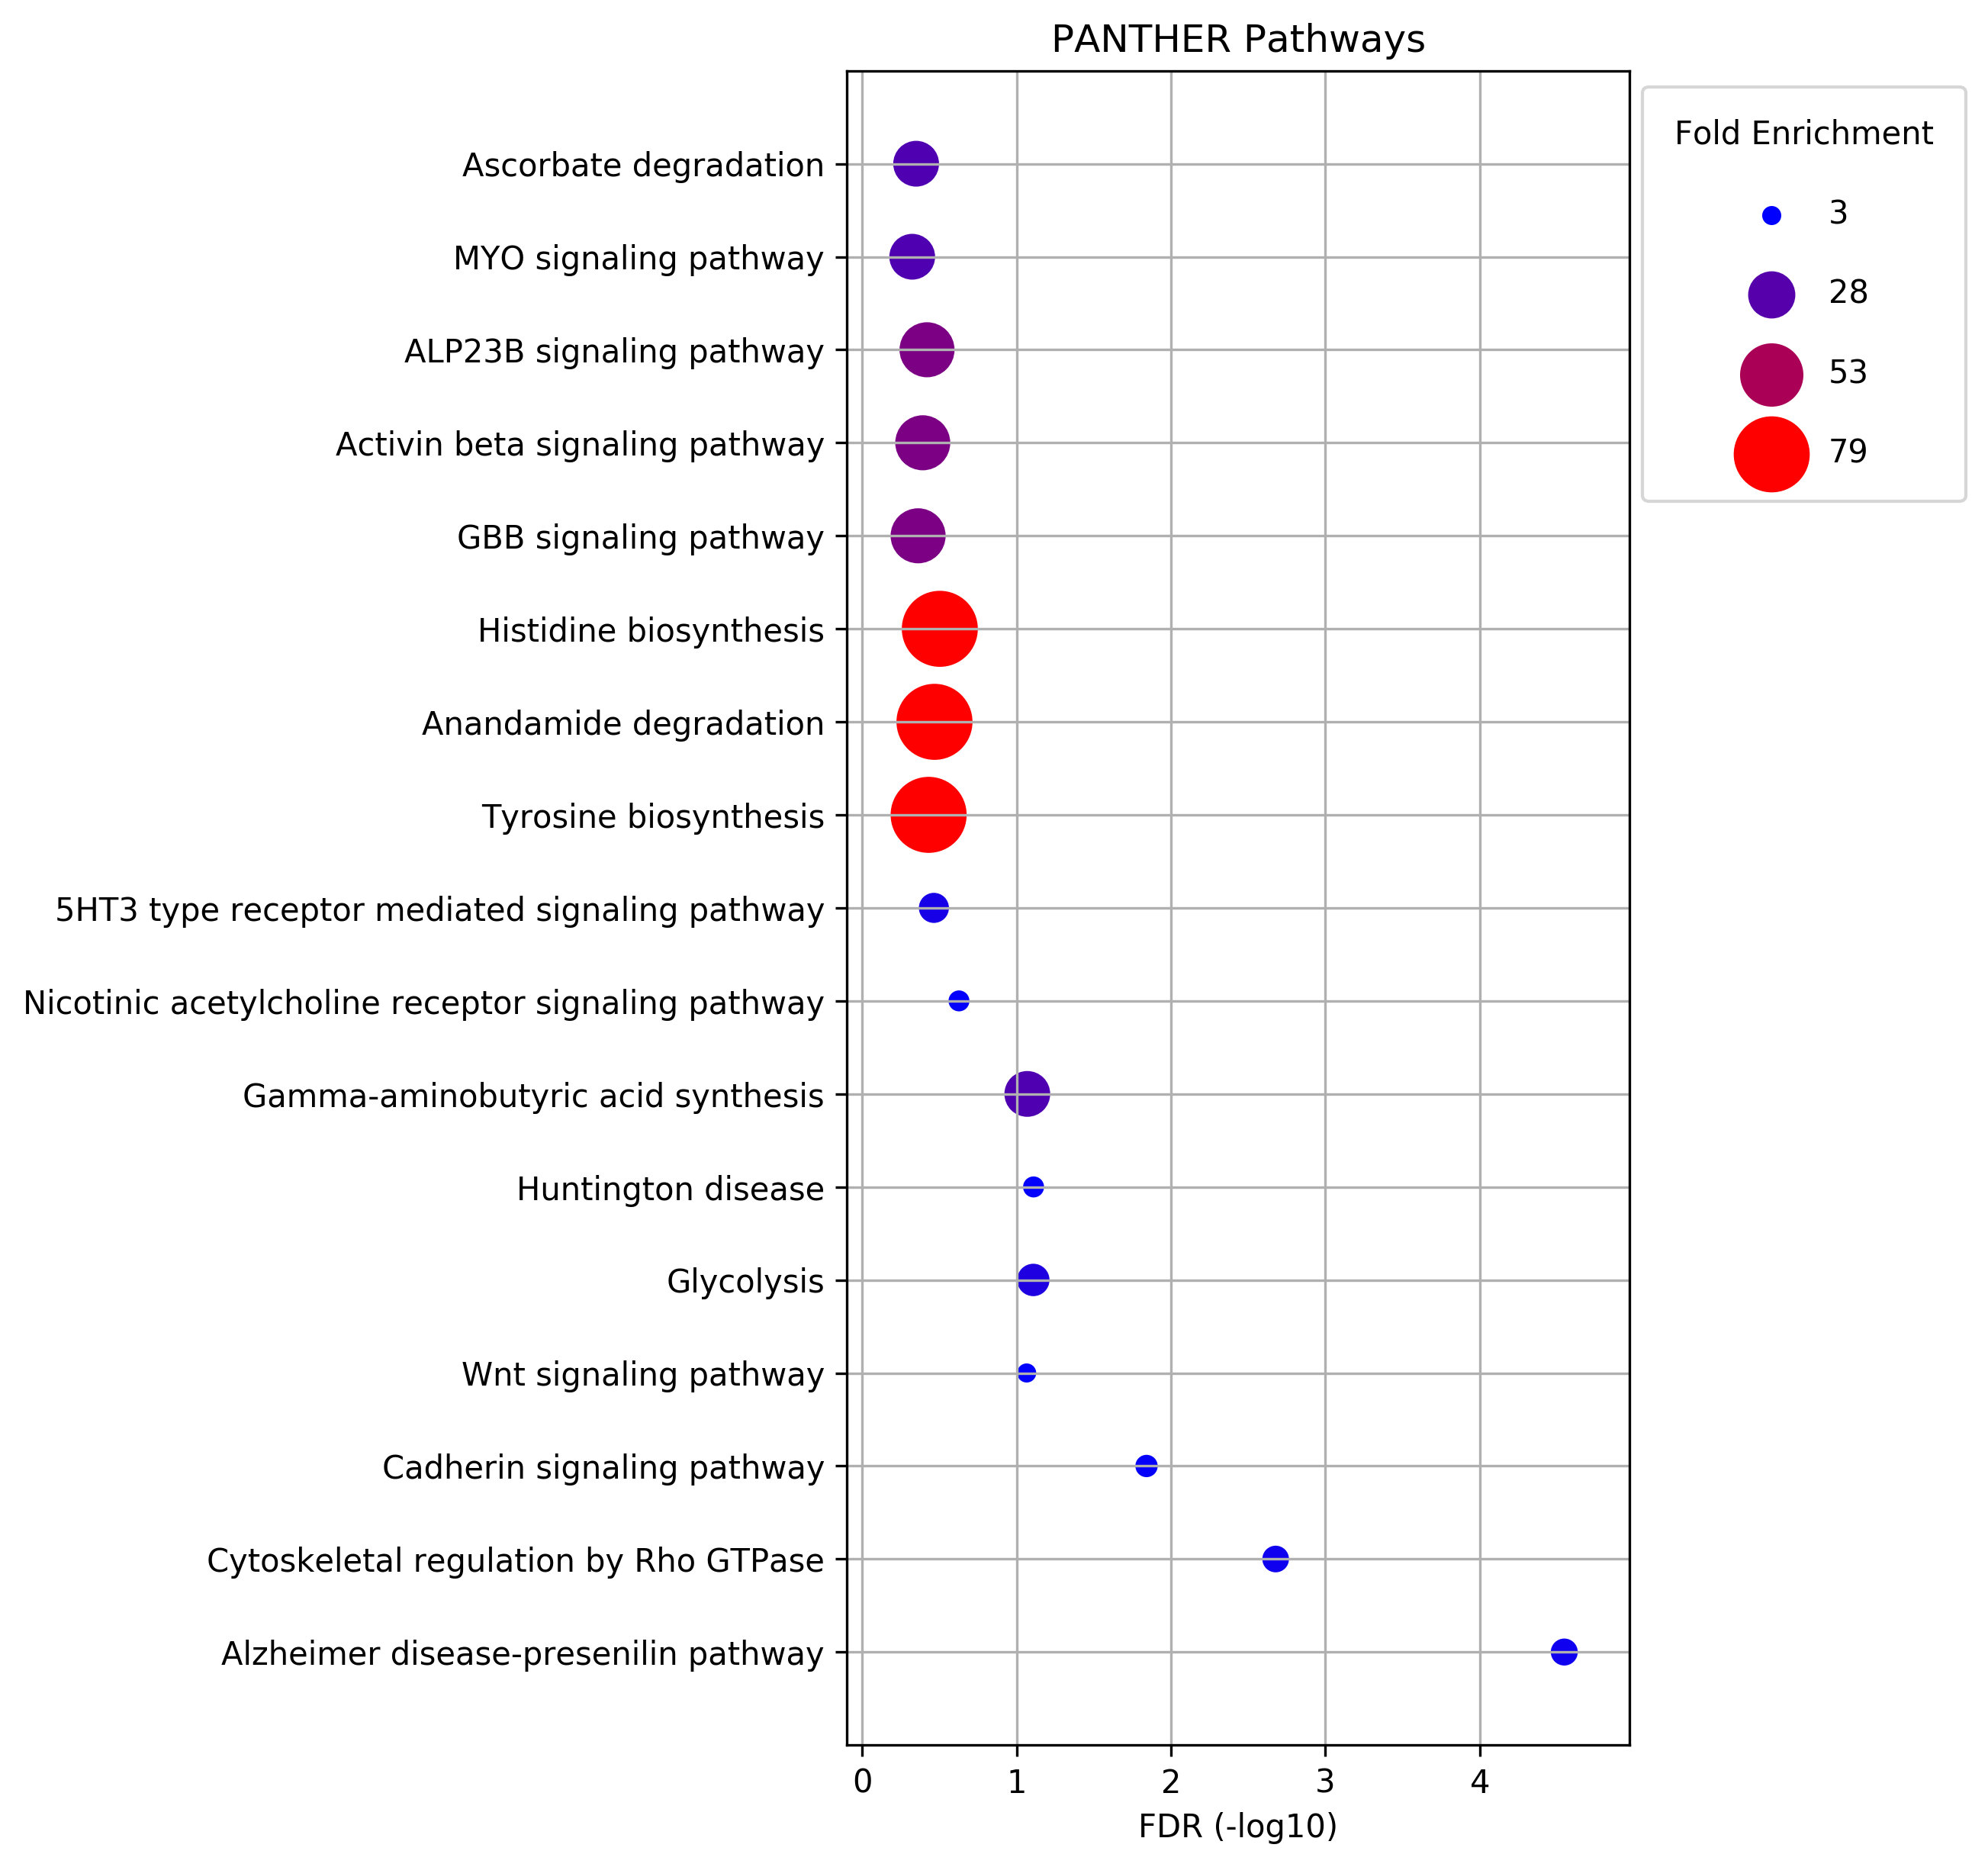 PANTHER Pathways
Ascorbate degradation
MYO signaling pathway
ALP23B signaling pathway
Activin beta signaling pathway
GBB signaling pathway
Histidine biosynthesis
Anandamide degradation
Tyrosine biosynthesis
5HT3 type receptor mediated signaling pathway
Nicotinic acetylcholine receptor signaling pathway
Gamma-aminobutyric acid synthesis
Huntington disease
Glycolysis
Wnt signaling pathway
Cadherin signaling pathway
Cytoskeletal regulation by Rho GTPase
Alzheimer disease-presenilin pathway
0 1 2 3 4
FDR (-log10)
Fold Enrichment
3
28
53
79